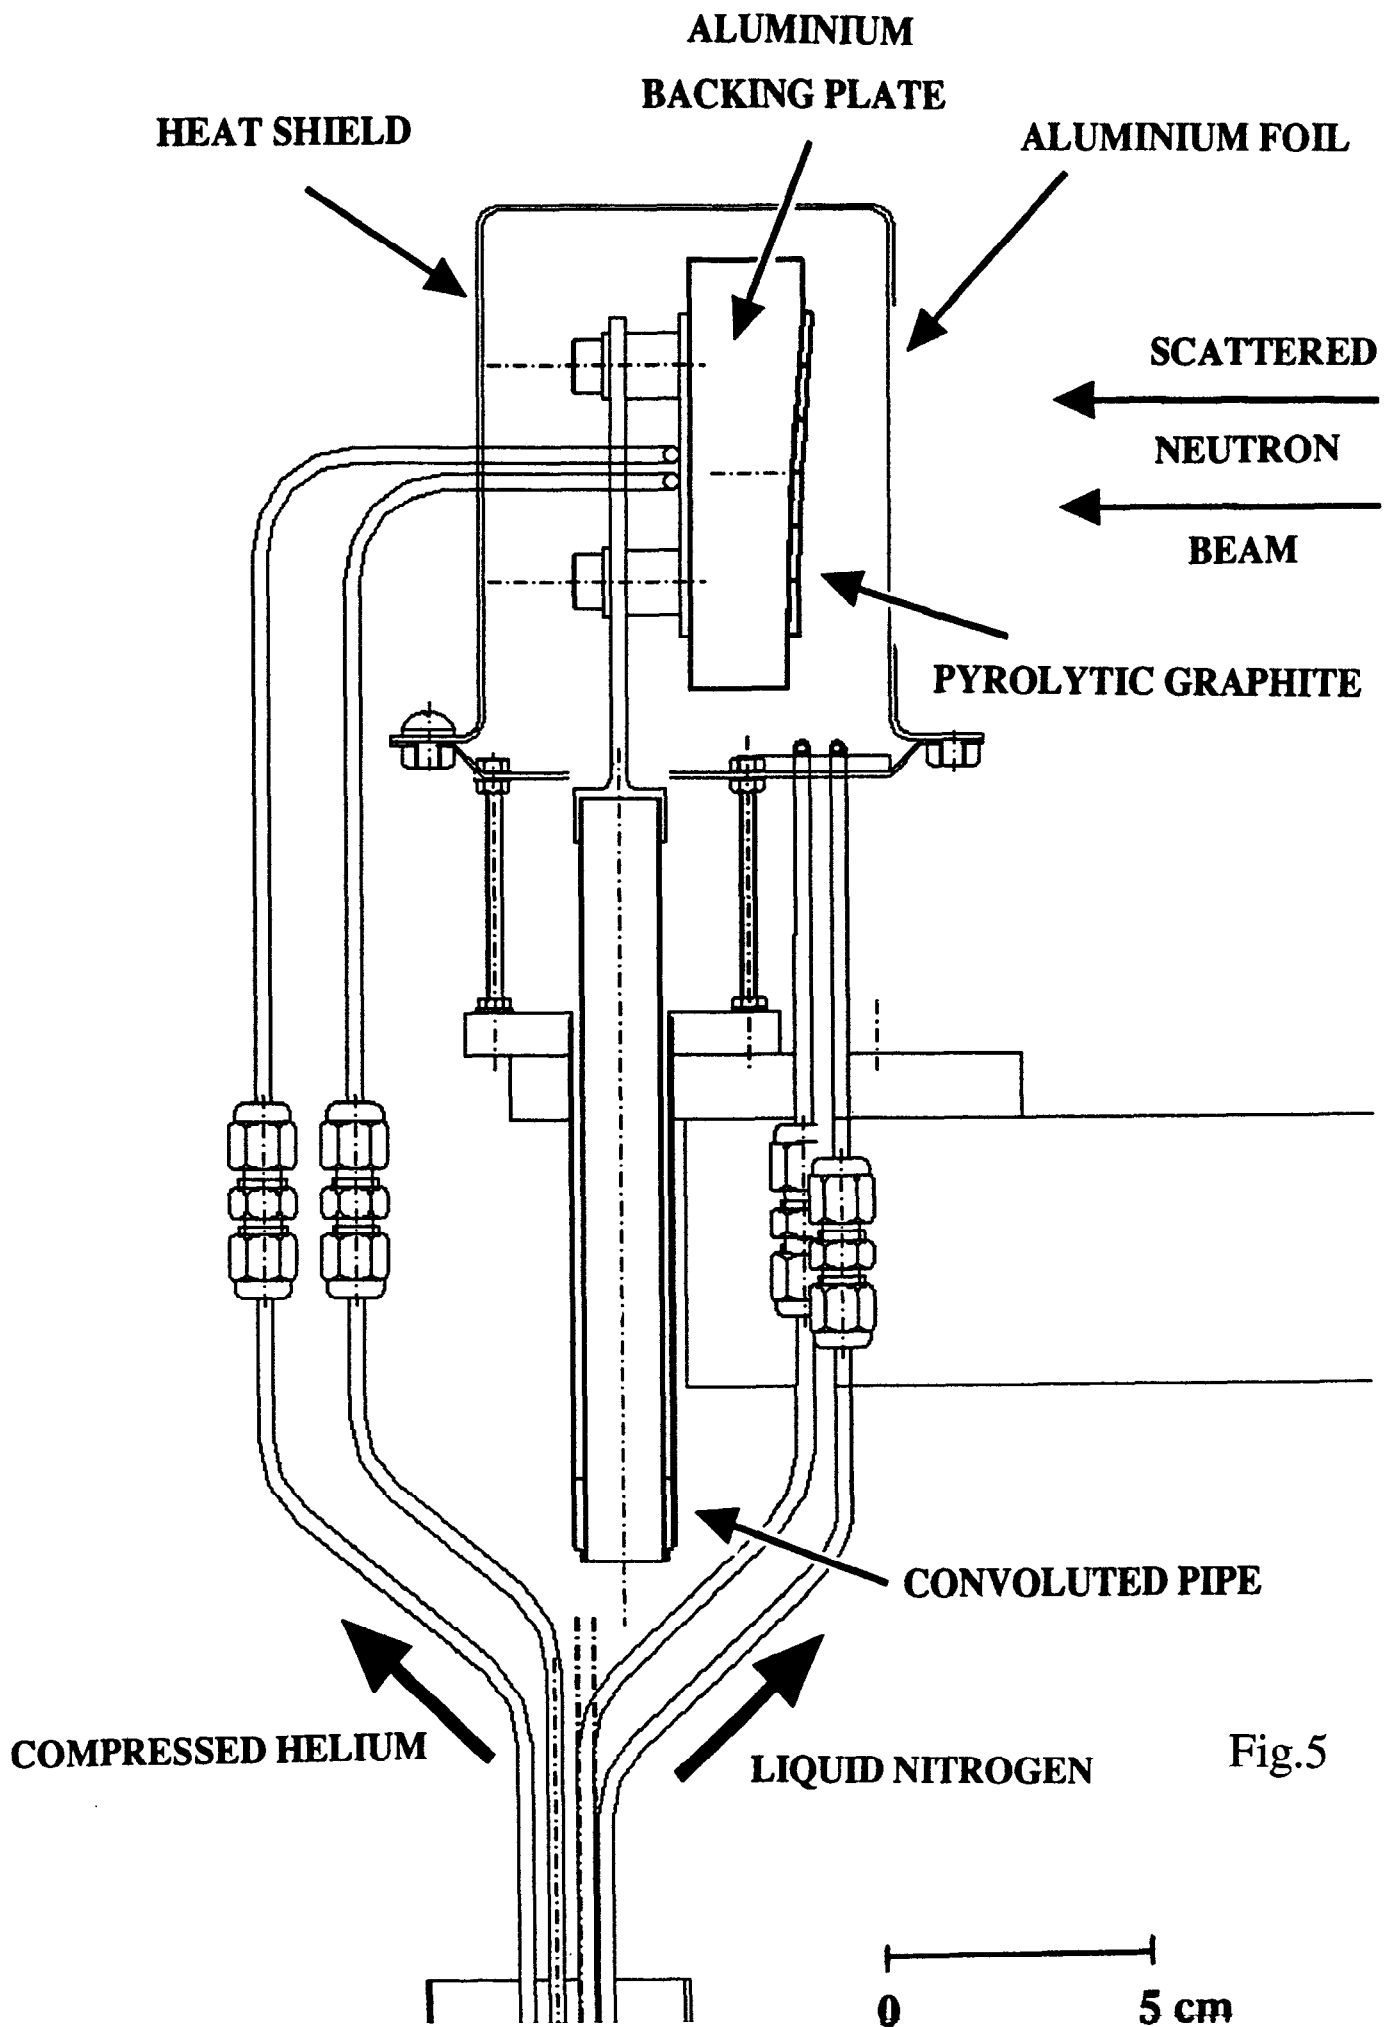 ALUMINIUM
BACKING PLATE
HEAT SHIELD
ALUMINIUM FOIL
SCATTERED
NEUTRON
BEAM
PYROLYTIC GRAPHITE
CONVOLUTED PIPE
COMPRESSED HELIUM
LIQUID NITROGEN
Fig.5
0 5 cm